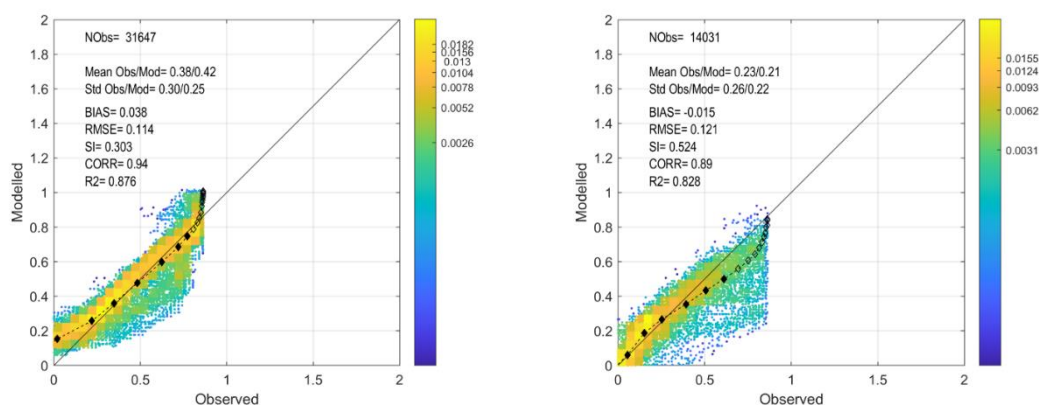 NObs= 31647
Mean Obs/Mod= 0.38/0.42
Std Obs/Mod= 0.30/0.25
BIAS= 0.038
RMSE= 0.114
SI= 0.303
CORR= 0.94
R2= 0.876
Modelled
2
1.8
1.6
1.4
1.2
1
0.8
0.6
0.4
0.2
0
0
0.5
1
1.5
2
Observed
0.0182
0.0156
0.013
0.0104
0.0078
0.0052
0.0026
NObs= 14031
Mean Obs/Mod= 0.23/0.21
Std Obs/Mod= 0.26/0.22
BIAS= -0.015
RMSE= 0.121
SI= 0.524
CORR= 0.89
R2= 0.828
Modelled
2
1.8
1.6
1.4
1.2
1
0.8
0.6
0.4
0.2
0
0
0.5
1
1.5
2
Observed
0.0155
0.0124
0.0093
0.0062
0.0031